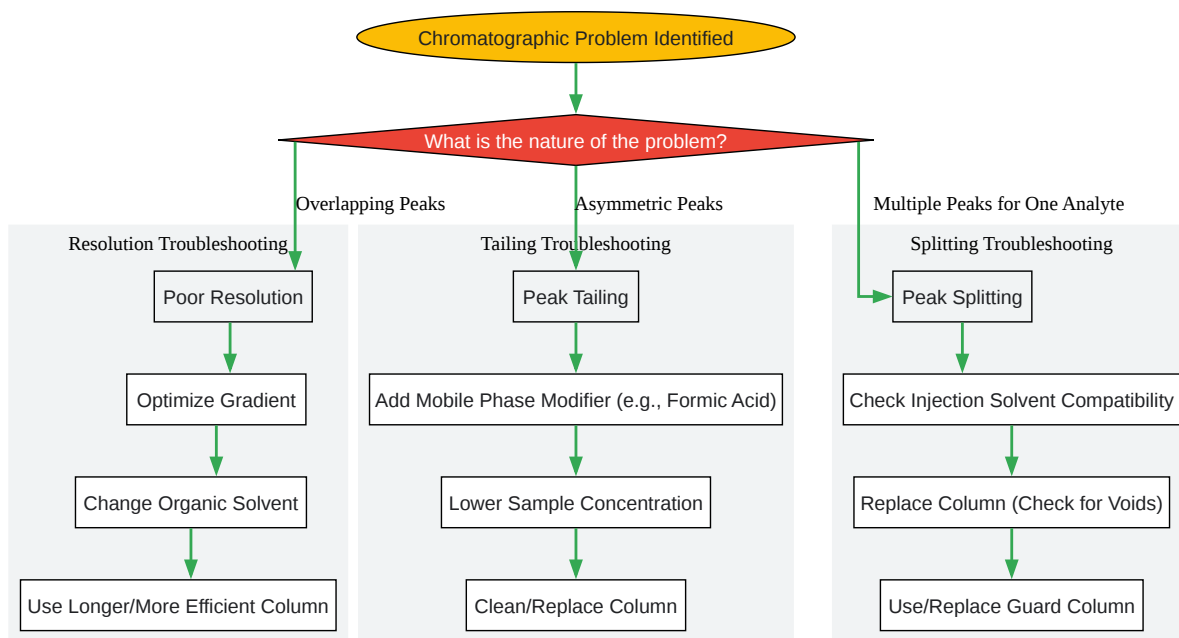 Chromatographic Problem Identified
What is the nature of the problem?
Overlapping Peaks
Asymmetric Peaks
Multiple Peaks for One Analyte
Resolution Troubleshooting
Tailing Troubleshooting
Splitting Troubleshooting
Poor Resolution
Peak Tailing
Peak Splitting
Optimize Gradient
Add Mobile Phase Modifier (e.g., Formic Acid)
Check Injection Solvent Compatibility
Change Organic Solvent
Lower Sample Concentration
Replace Column (Check for Voids)
Use Longer/More Efficient Column
Clean/Replace Column
Use/Replace Guard Column